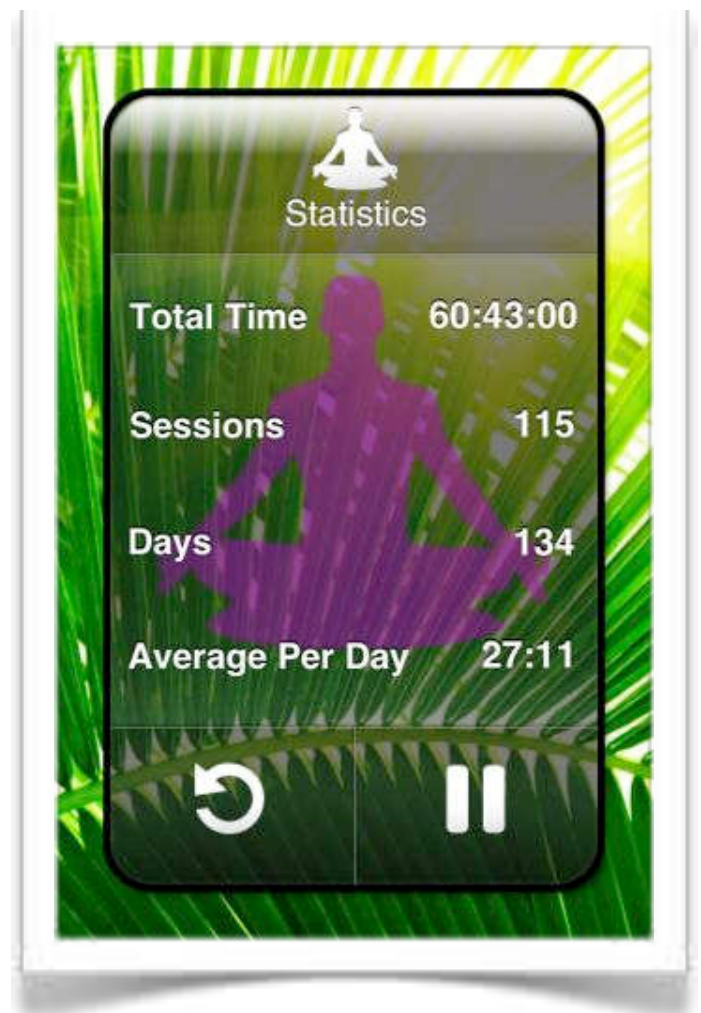 Statistics
Total Time 60:43:00
Sessions 115
Days 134
Average Per Day 27:11